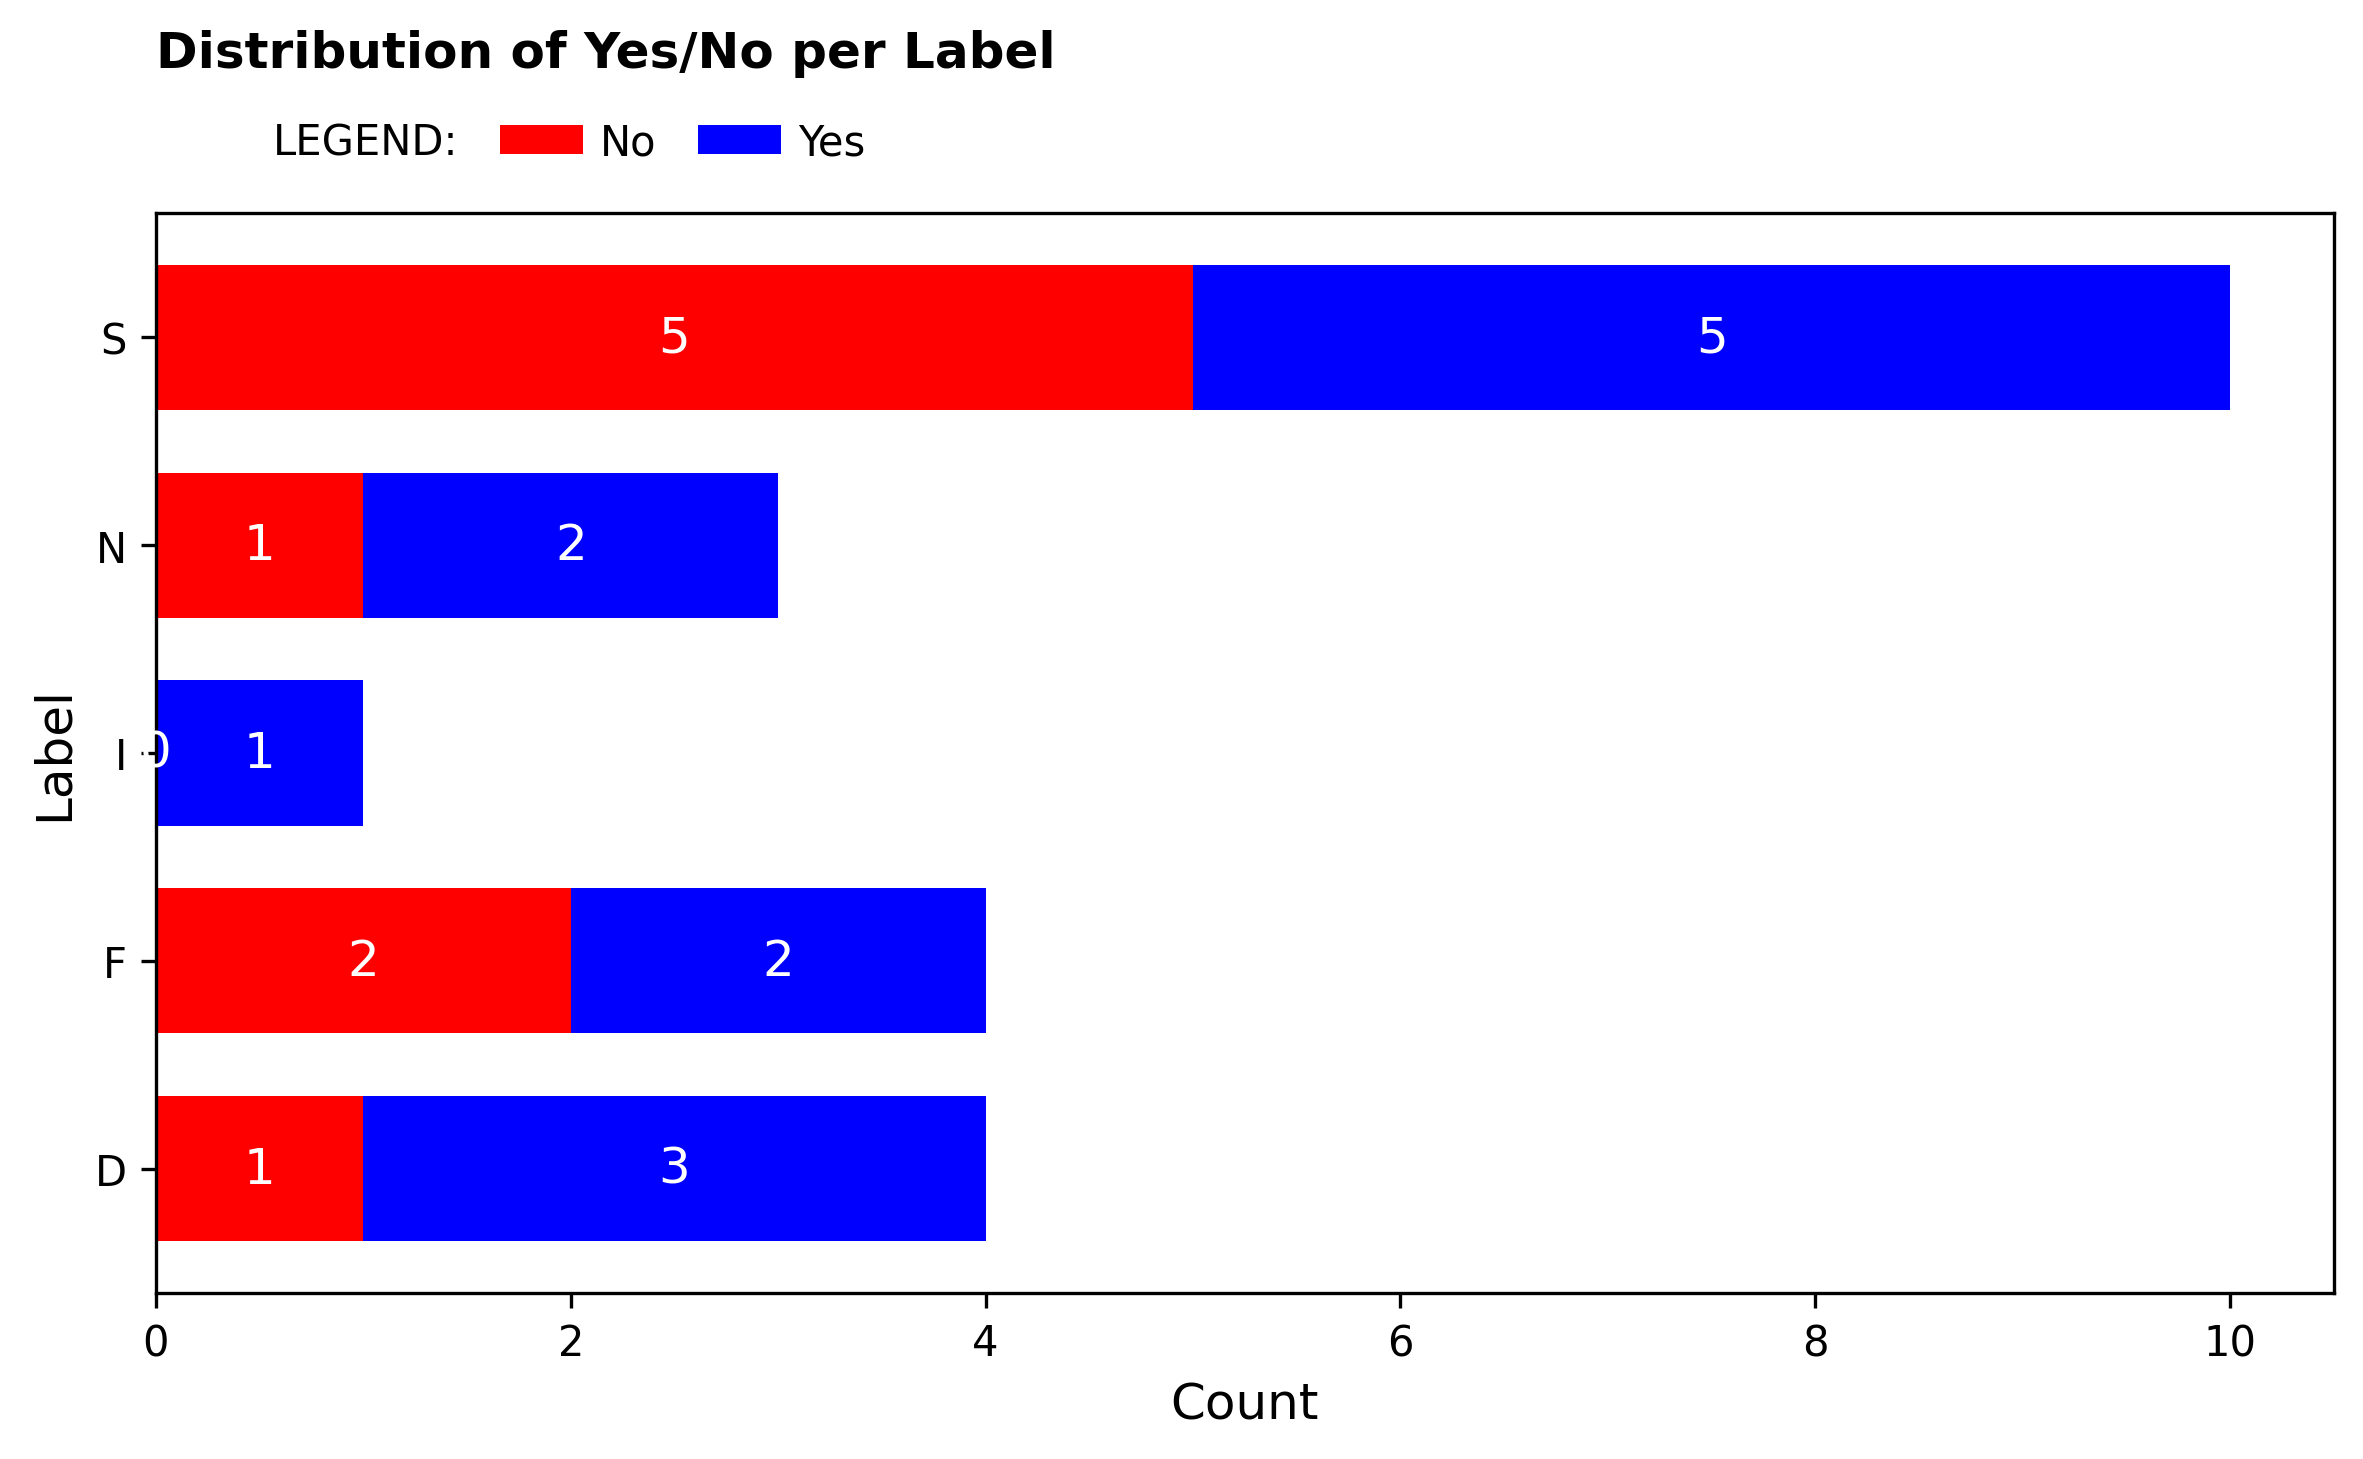 Distribution of Yes/No per Label
LEGEND: No Yes
S 5 5
N 1 2
I 0 1
F 2 2
D 1 3
Label
0 2 4 6 8 10
Count